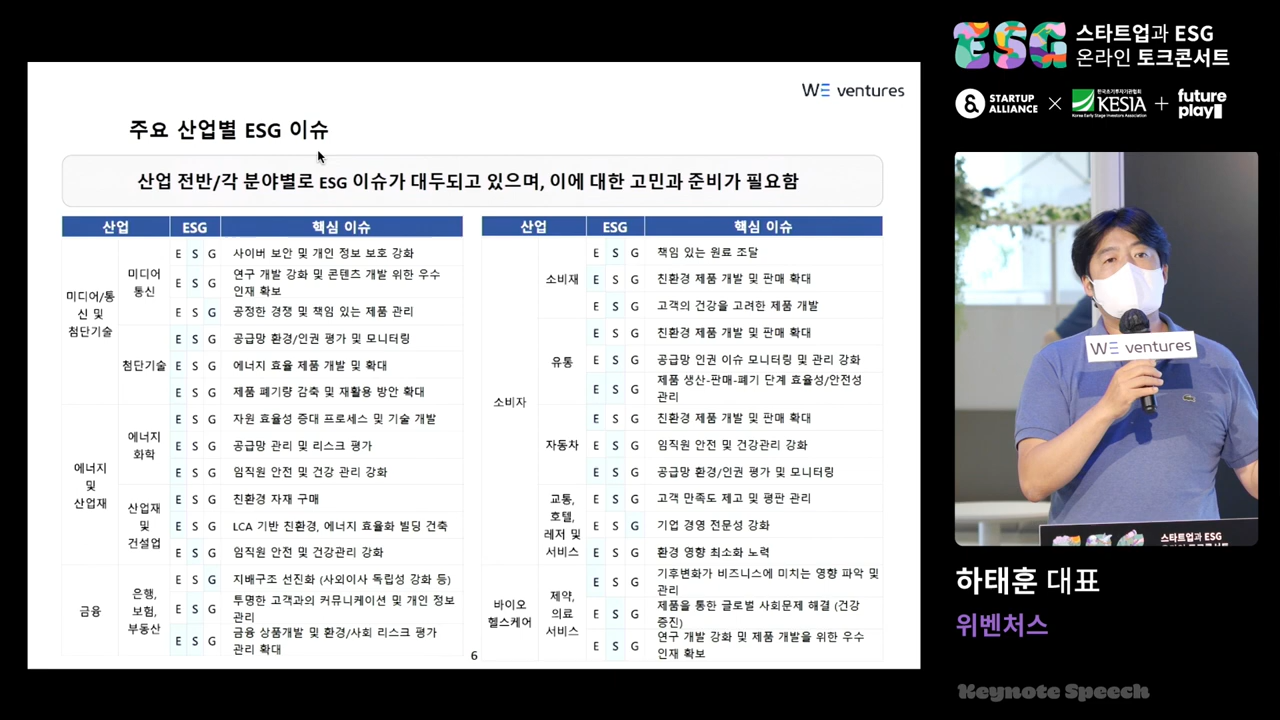 WE ventures
주요 산업별 ESG 이슈
산업 전반/각 분야별로 ESG 이슈가 대두되고 있으며, 이에 대한 고민과 준비가 필요함
산업 ESG 핵심 이슈
미디어/통
신 및
첨단기술
미디어
통신
E S G 사이버 보안 및 개인 정보 보호 강화
E S G 연구 개발 강화 및 콘텐츠 개발 위한 우수
인재 확보
E S G 공정한 경쟁 및 책임 있는 제품 관리
첨단기술
E S G 공급망 환경/인권 평가 및 모니터링
E S G 에너지 효율 제품 개발 및 확대
E S G 제품 폐기량 감축 및 재활용 방안 확대
에너지
및
산업재
에너지
화학
E S G 자원 효율성 증대 프로세스 및 기술 개발
E S G 공급망 관리 및 리스크 평가
E S G 임직원 안전 및 건강 관리 강화
산업재
및
건설업
E S G 친환경 자재 구매
E S G LCA 기반 친환경, 에너지 효율화 빌딩 건축
E S G 임직원 안전 및 건강관리 강화
금융
은행,
보험,
부동산
E S G 지배구조 선진화 (사외이사 독립성 강화 등)
E S G 투명한 고객과의 커뮤니케이션 및 개인 정보
관리
E S G 금융 상품개발 및 환경/사회 리스크 평가
관리 확대
산업 ESG 핵심 이슈
소비자
소비재
E S G 책임 있는 원료 조달
E S G 친환경 제품 개발 및 판매 확대
E S G 고객의 건강을 고려한 제품 개발
유통
E S G 친환경 제품 개발 및 판매 확대
E S G 공급망 인권 이슈 모니터링 및 관리 강화
E S G 제품 생산-판매-폐기 단계 효율성/안전성
관리
자동차
E S G 친환경 제품 개발 및 판매 확대
E S G 임직원 안전 및 건강관리 강화
E S G 공급망 환경/인권 평가 및 모니터링
교통,
호텔,
레저 및
서비스
E S G 고객 만족도 제고 및 평판 관리
E S G 기업 경영 전문성 강화
E S G 환경 영향 최소화 노력
바이오
헬스케어
제약,
의료
서비스
E S G 기후변화가 비즈니스에 미치는 영향 파악 및
관리
E S G 제품을 통한 글로벌 사회문제 해결 (건강
증진)
E S G 연구 개발 강화 및 제품 개발을 위한 우수
인재 확보
6
ESG 스타트업과 ESG
온라인 토크콘서트
STARTUP
ALLIANCE × 한국초기투자기관협회
KESIA
Korea Early Stage Investors Association
+ future
play
WE ventures
스타트업과 ESG
하태훈 대표
위벤처스
Keynote Speech